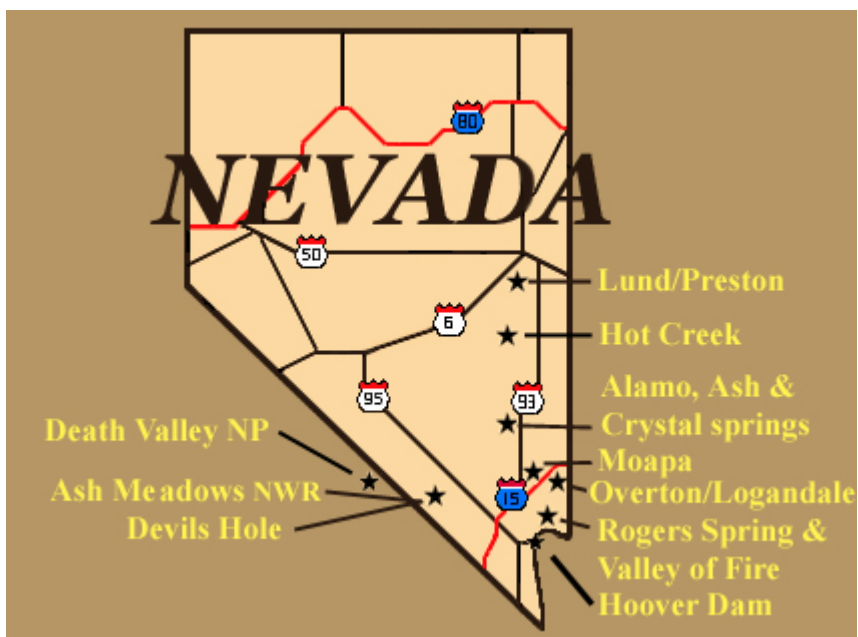 80
NEVADA
50
Lund/Preston
6
Hot Creek
95
93
Alamo, Ash &
Crystal springs
Death Valley NP
Moapa
Ash Meadows NWR
15
Overton/Logandale
Devils Hole
Rogers Spring &
Valley of Fire
Hoover Dam